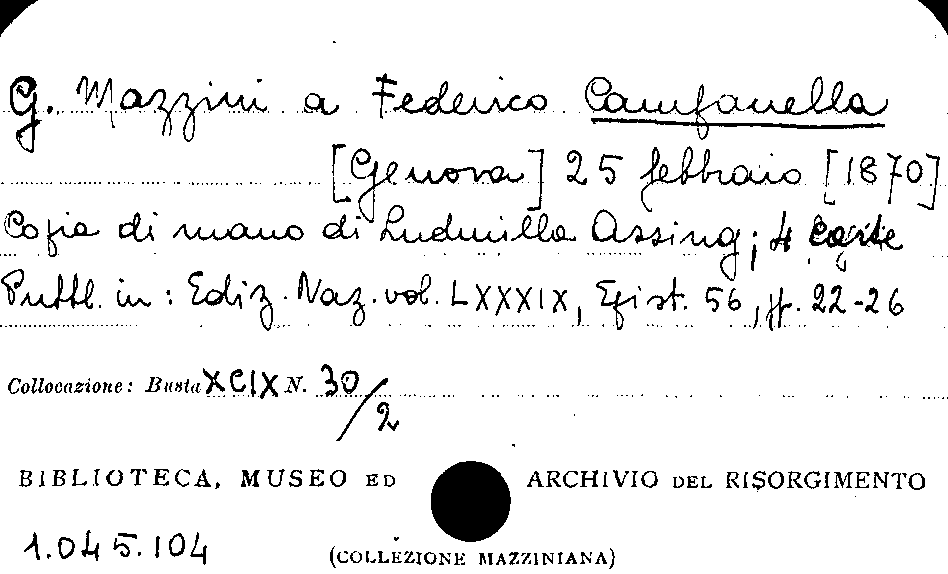 G. Mazzini a Federico Campanella
[Genova] 25 febbraio [1870]
Copia di mano di Ludmilla Assing; 4 carte
Pubbl. in: Ediz. Naz. vol. LXXXIX, Epist. 56, pp. 22-26
Collocazione: Busta XCIX N. 30/2
BIBLIOTECA, MUSEO ED ARCHIVIO DEL RISORGIMENTO
1.045.104
(COLLEZIONE MAZZINIANA)